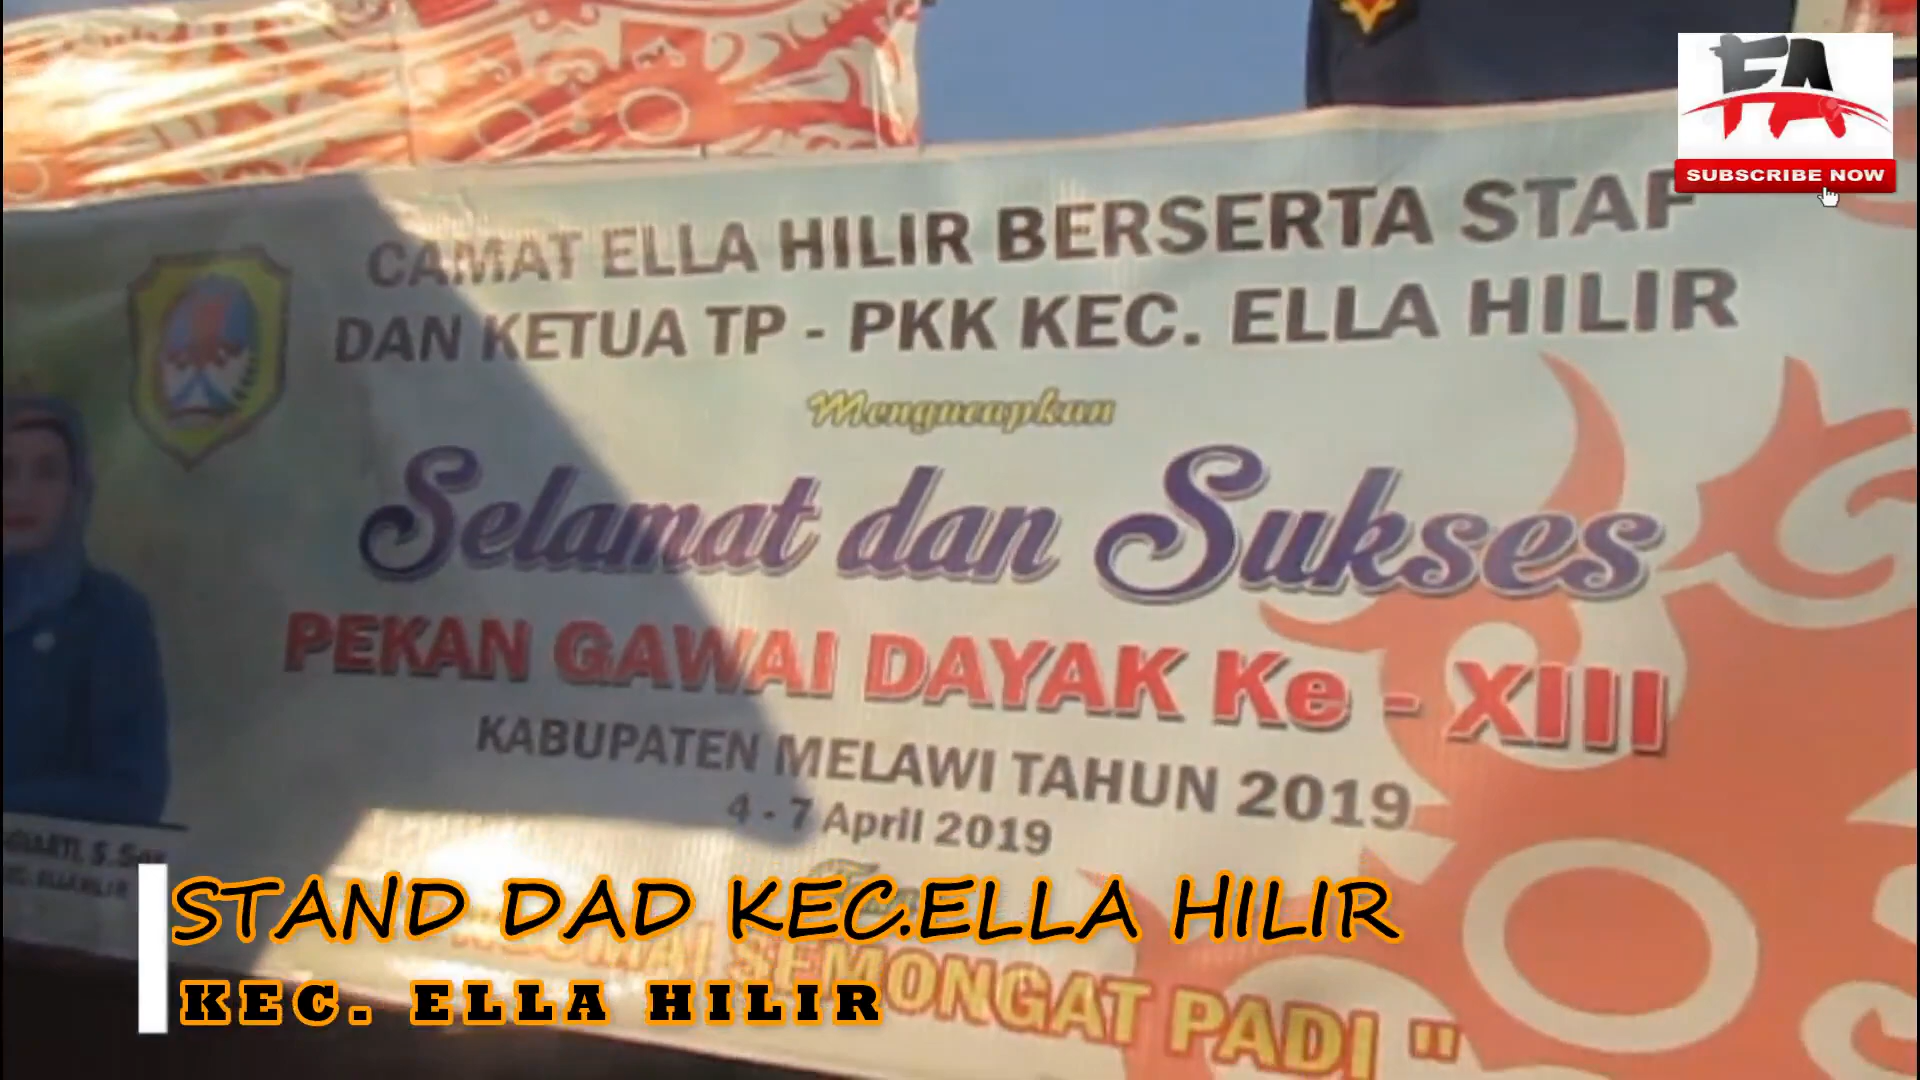 FA
SUBSCRIBE NOW
CAMAT ELLA HILIR BERSERTA STAF
DAN KETUA TP - PKK KEC. ELLA HILIR
Mengucapkan
Selamat dan Sukses
PEKAN GAWAI DAYAK Ke - XIII
KABUPATEN MELAWI TAHUN 2019
4 - 7 April 2019
STAND DAD KEC.ELLA HILIR
SEMONGAT PADI "
KEC. ELLA HILIR